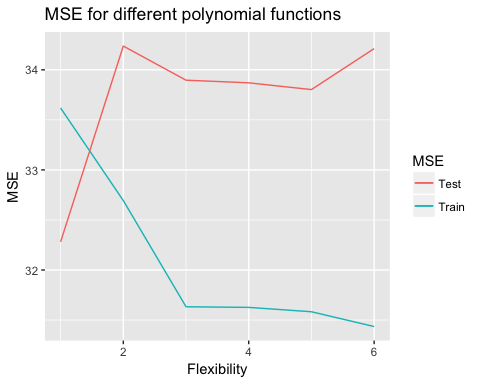 MSE for different polynomial functions
34
33
32
MSE
2
4
6
Flexibility
MSE
Test
Train